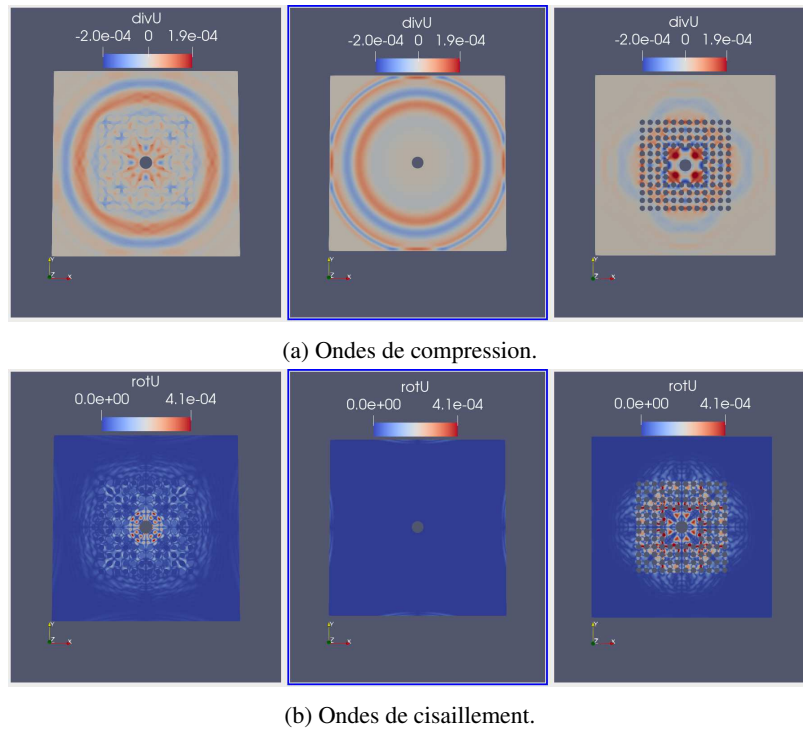 divU divU divU
-2.0e-04 0 1.9e-04 -2.0e-04 0 1.9e-04 -2.0e-04 0 1.9e-04
Y Y Y
Z X Z X Z X
(a) Ondes de compression.
rotU rotU rotU
0.0e+00 4.1e-04 0.0e+00 4.1e-04 0.0e+00 4.1e-04
Y Y Y
Z X Z X Z X
(b) Ondes de cisaillement.